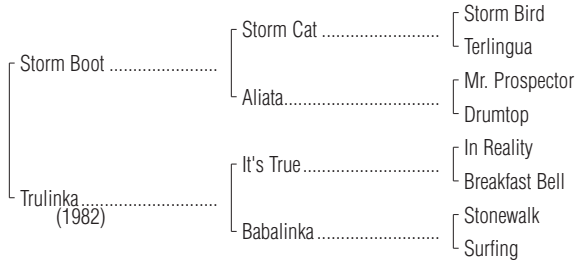 Storm Bird
Storm Cat ..........................
Terlingua
Storm Boot ........................
Mr. Prospector
Aliata...................................
Drumtop
In Reality
It's True...............................
Breakfast Bell
Trulinka..............................
(1982)
Stonewalk
Babalinka...........................
Surfing